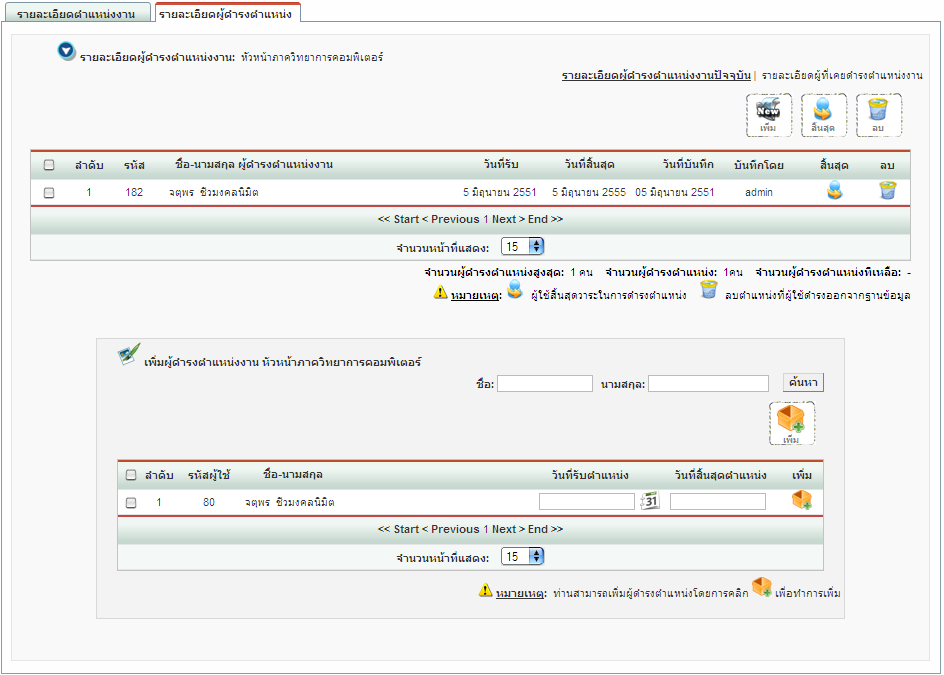 รายละเอียดตำแหน่งงาน รายละเอียดผู้ดำรงตำแหน่ง
รายละเอียดผู้ดำรงตำแหน่งงาน: หัวหน้าภาควิทยาการคอมพิเตอร์
รายละเอียดผู้ดำรงตำแหน่งงานปัจจุบัน | รายละเอียดผู้ที่เคยดำรงตำแหน่งงาน
New
เพิ่ม สิ้นสุด ลบ
ลำดับ รหัส ชื่อ-นามสกุล ผู้ดำรงตำแหน่งงาน วันที่รับ วันที่สิ้นสุด วันที่บันทึก บันทึกโดย สิ้นสุด ลบ
1 182 จตุพร ชิวมงคลนิมิต 5 มิถุนายน 2551 5 มิถุนายน 2555 05 มิถุนายน 2551 admin
<< Start < Previous 1 Next > End >>
จำนวนหน้าที่แสดง: 15
จำนวนผู้ดำรงตำแหน่งสูงสุด: 1 คน จำนวนผู้ดำรงตำแหน่ง: 1คน จำนวนผู้ดำรงตำแหน่งที่เหลือ: -
หมายเหตุ: ผู้ใช้สิ้นสุดวาระในการดำรงตำแหน่ง ลบตำแหน่งที่ผู้ใช้ดำรงออกจากฐานข้อมูล
เพิ่มผู้ดำรงตำแหน่งงาน หัวหน้าภาควิทยาการคอมพิเตอร์
ชื่อ: นามสกุล: ค้นหา
เพิ่ม
ลำดับ รหัสผู้ใช้ ชื่อ-นามสกุล วันที่รับตำแหน่ง วันที่สิ้นสุดตำแหน่ง เพิ่ม
1 80 จตุพร ชิวมงคลนิมิต 31
<< Start < Previous 1 Next > End >>
จำนวนหน้าที่แสดง: 15
หมายเหตุ: ท่านสามารถเพิ่มผู้ดำรงตำแหน่งโดยการคลิก เพื่อทำการเพิ่ม